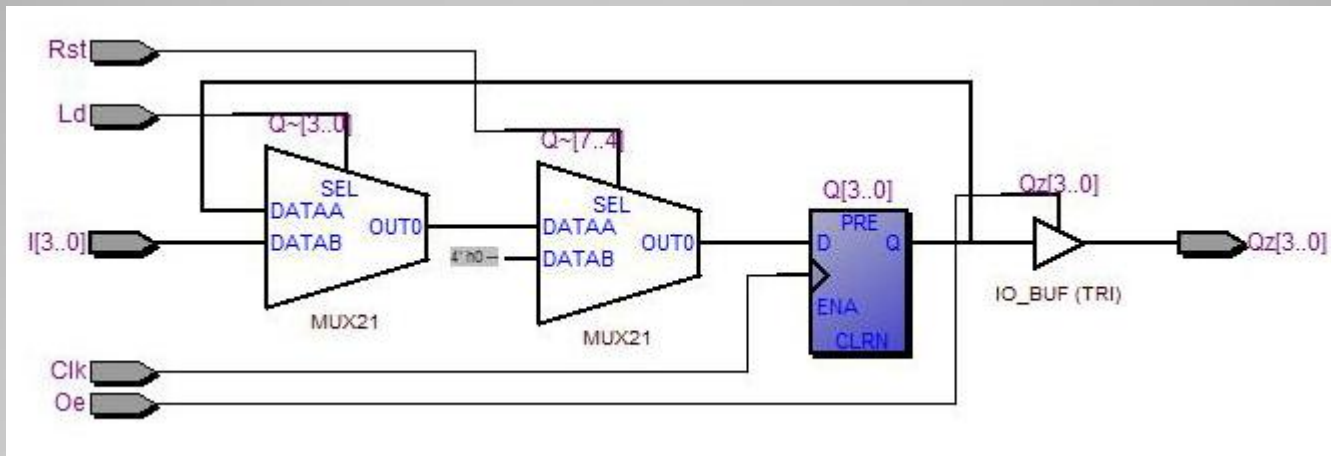 Rst
Ld
Q~[3..0]
Q~[7..4]
Q[3..0]
Qz[3..0]
SEL
DATAA
DATAB
OUT0
I[3..0]
MUX21
SEL
DATAA
DATAB
OUT0
4' h0
MUX21
PRE
D
Q
ENA
CLRN
IO_BUF (TRI)
Qz[3..0]
Clk
Oe